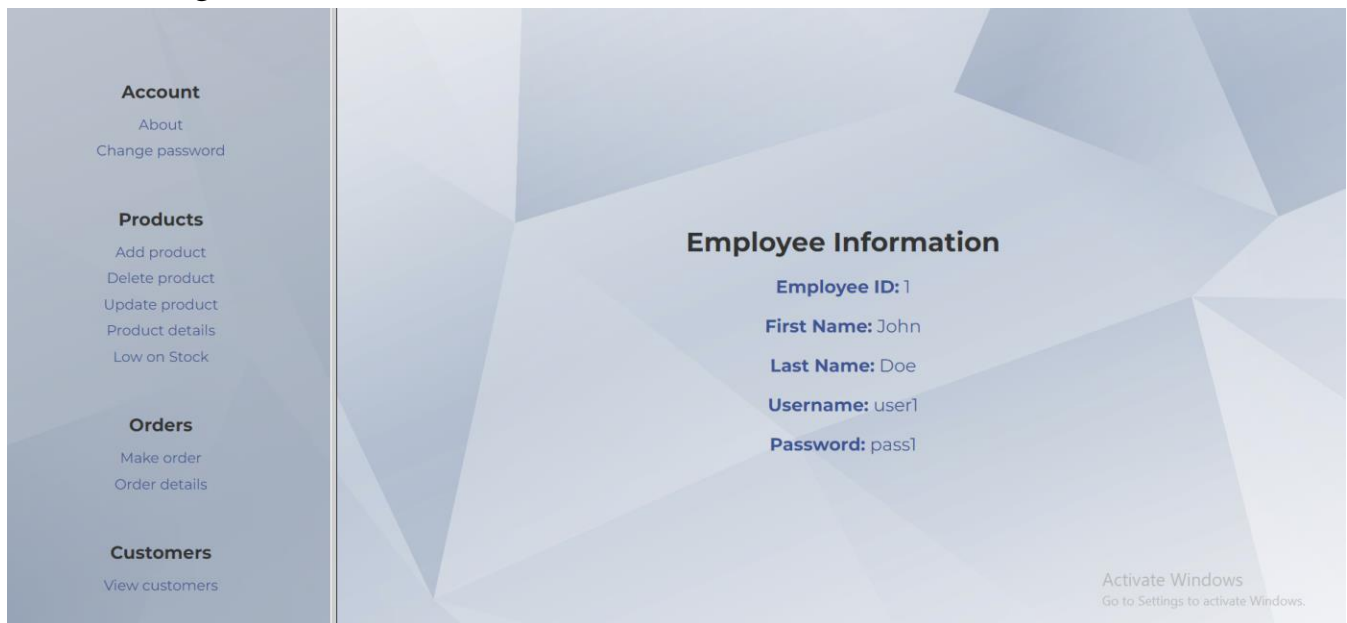 Account
About
Change password
Products
Add product
Delete product
Update product
Product details
Low on Stock
Orders
Make order
Order details
Customers
View customers
Employee Information
Employee ID: 1
First Name: John
Last Name: Doe
Username: user1
Password: pass1
Activate Windows
Go to Settings to activate Windows.